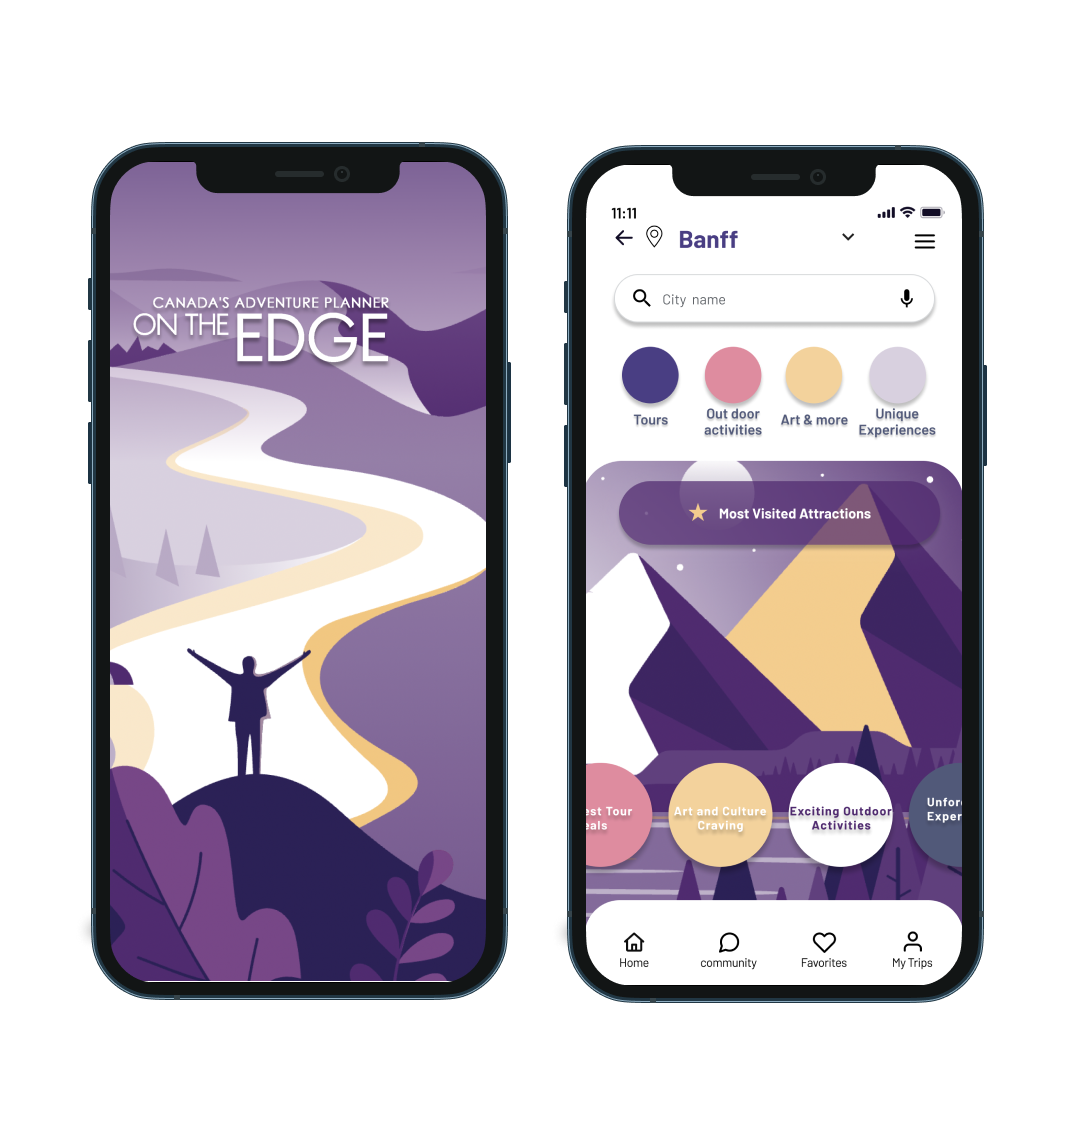 CANADA'S ADVENTURE PLANNER
ON THE EDGE
11:11
Banff
City name
Tours
Out door
activities
Art & more
Unique
Experiences
Most Visited Attractions
est Tour
eals
Art and Culture
Craving
Exciting Outdoor
Activities
Unfor
Exper
Home
community
Favorites
My Trips